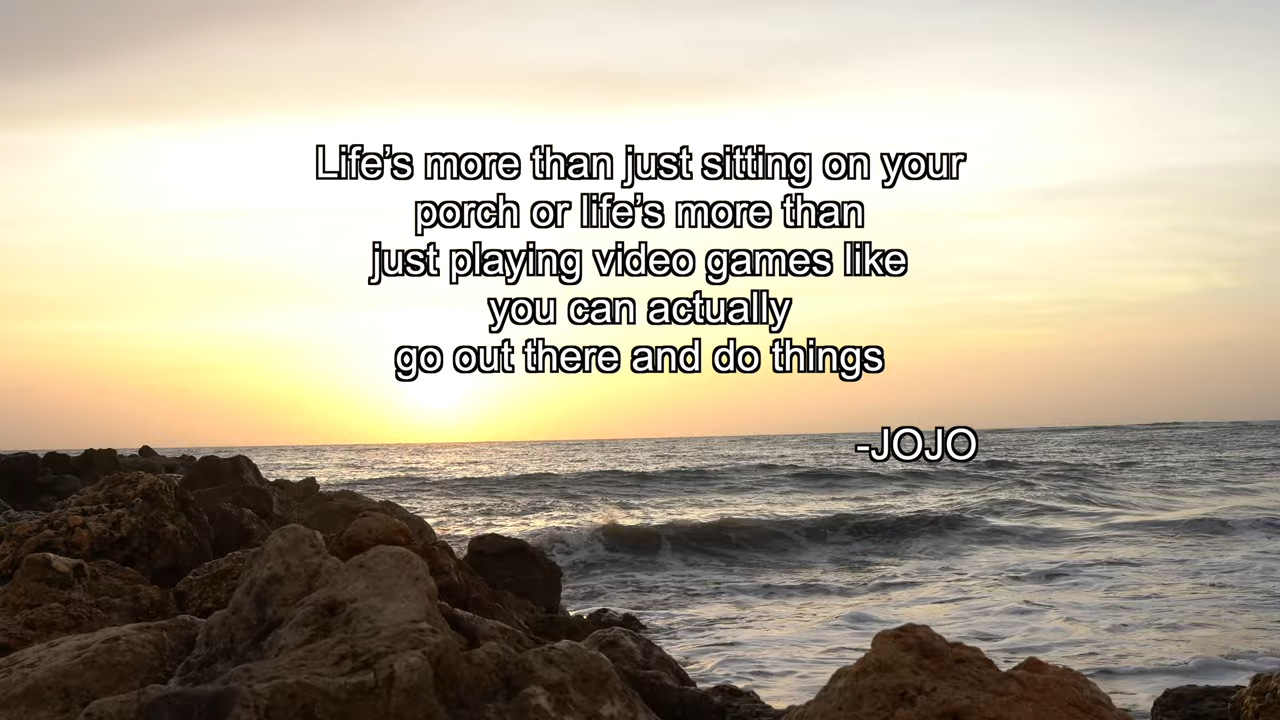 Life’s more than just sitting on your
porch or life’s more than
just playing video games like
you can actually
go out there and do things
-JOJO